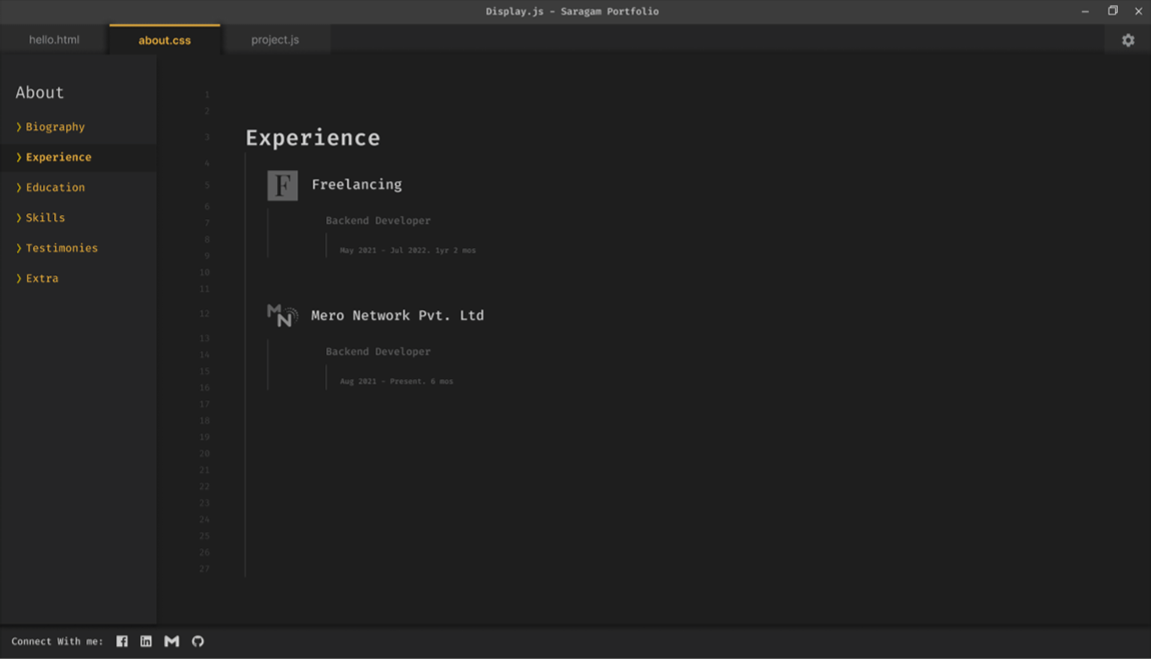 Display.js - Saragam Portfolio
hello.html
about.css
project.js
About
Biography
Experience
Education
Skills
Testimonies
Extra
1
2
3
4
5
6
7
8
9
10
11
12
13
14
15
16
17
18
19
20
21
22
23
24
25
26
27
Experience
F
Freelancing
Backend Developer
May 2021 - Jul 2022. 1yr 2 mos
MN
Mero Network Pvt. Ltd
Backend Developer
Aug 2021 - Present. 6 mos
Connect With me: